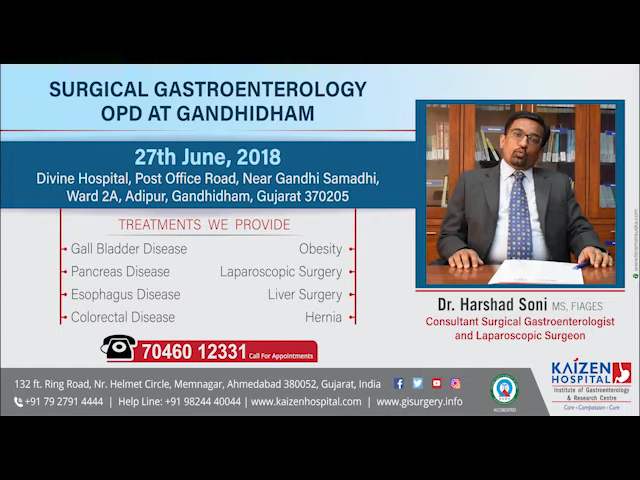 SURGICAL GASTROENTEROLOGY
OPD AT GANDHIDHAM
27th June, 2018
Divine Hospital, Post Office Road, Near Gandhi Samadhi,
Ward 2A, Adipur, Gandhidham, Gujarat 370205
TREATMENTS WE PROVIDE
Gall Bladder Disease
Obesity
Pancreas Disease
Laparoscopic Surgery
Esophagus Disease
Liver Surgery
Colorectal Disease
Hernia
70460 12331 Call For Appointments
Dr. Harshad Soni MS, FIAGES
Consultant Surgical Gastroenterologist
and Laparoscopic Surgeon
132 ft. Ring Road, Nr. Helmet Circle, Memnagar, Ahmedabad 380052, Gujarat, India
+91 79 2791 4444 | Help Line: +91 98244 40044 | www.kaizenhospital.com | www.gisurgery.info
ACCREDITED
KAIZEN
HOSPITAL
Institute of Gastroenterology
& Research Centre
Care • Compassion • Cure